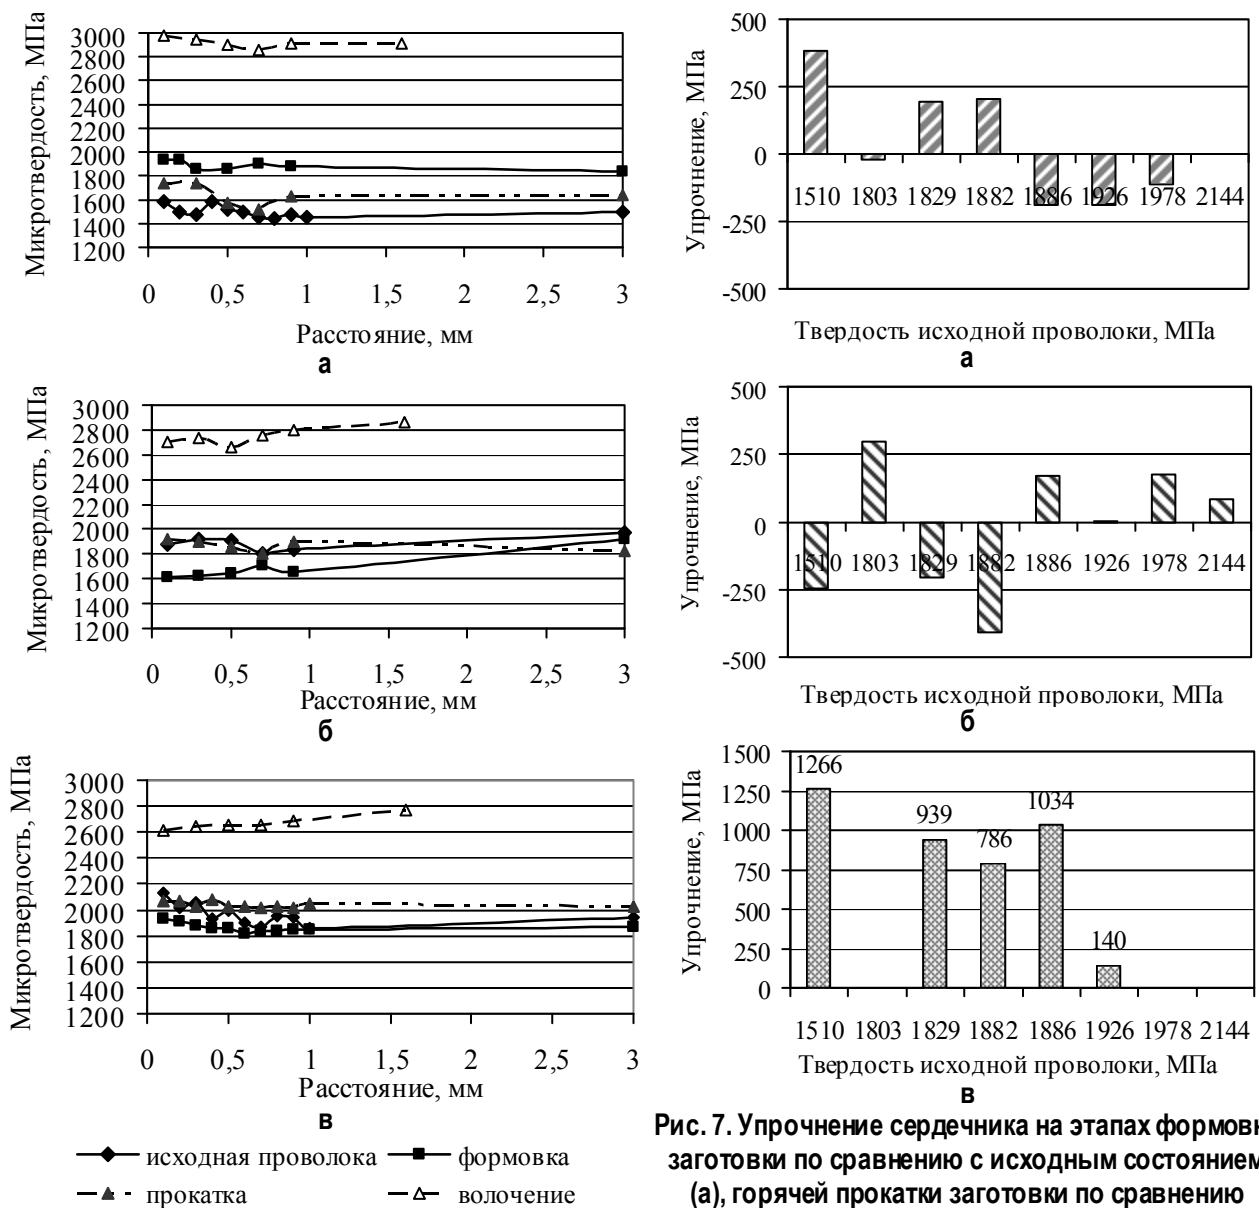 Микротвердость, МПа
3000
2800
2600
2400
2200
2000
1800
1600
1400
1200
0 0,5 1 1,5 2 2,5 3
Расстояние, мм
а
Микротвердость, МПа
3000
2800
2600
2400
2200
2000
1800
1600
1400
1200
0 0,5 1 1,5 2 2,5 3
Расстояние, мм
б
Микротвердость, МПа
3000
2800
2600
2400
2200
2000
1800
1600
1400
1200
0 0,5 1 1,5 2 2,5 3
Расстояние, мм
в
исходная проволока формовка
прокатка волочение
Упрочнение, МПа
500
250
0
-250
-500
1510 1803 1829 1882 1886 1926 1978 2144
Твердость исходной проволоки, МПа
а
Упрочнение, МПа
500
250
0
-250
-500
1510 1803 1829 1882 1886 1926 1978 2144
Твердость исходной проволоки, МПа
б
Упрочнение, МПа
1500
1250
1000
750
500
250
0
1266
939
786
1034
140
1510 1803 1829 1882 1886 1926 1978 2144
Твердость исходной проволоки, МПа
в
Рис. 7. Упрочнение сердечника на этапах формовк
заготовки по сравнению с исходным состоянием
(а), горячей прокатки заготовки по сравнению